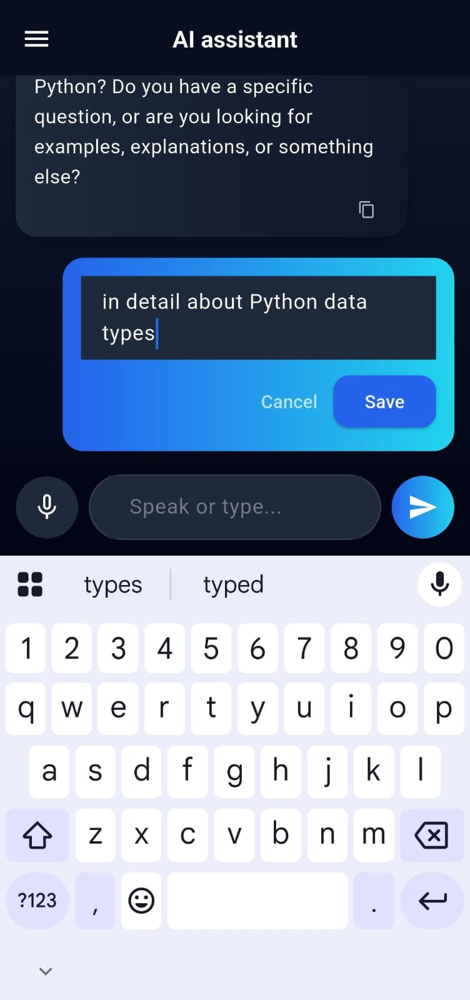 AI assistant
Python? Do you have a specific
question, or are you looking for
examples, explanations, or something
else?
in detail about Python data
types
Cancel Save
Speak or type...
types typed
1 2 3 4 5 6 7 8 9 0
q w e r t y u i o p
a s d f g h j k l
z x c v b n m
?123 , .